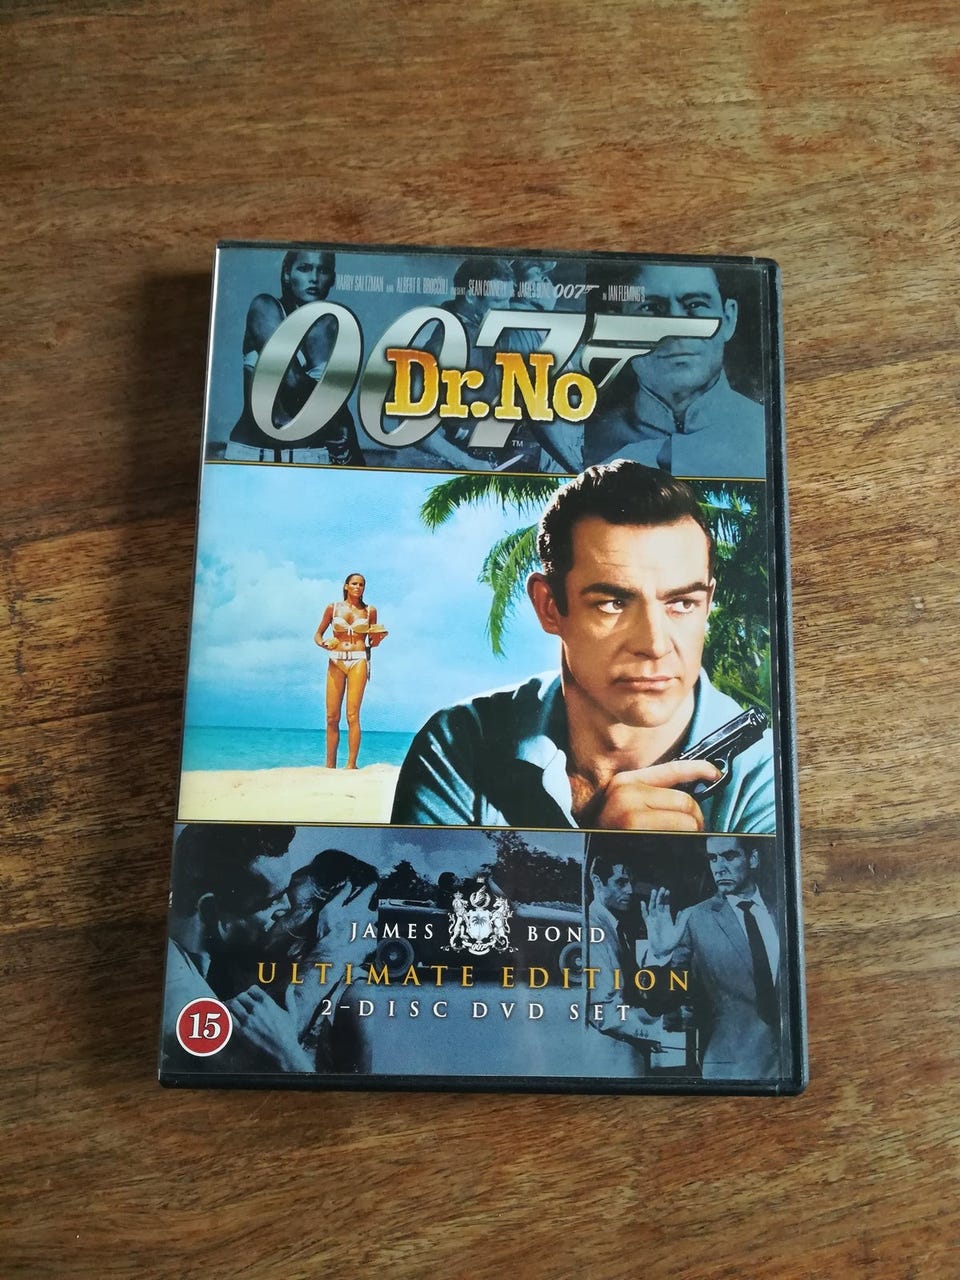 HARRY SALTZMAN AND ALBERT R. BROCCOLI PRESENT SEAN CONNERY AS JAMES BOND 007 IN IAN FLEMING'S
007
Dr.No
TM
JAMES BOND
007
ULTIMATE EDITION
2-DISC DVD SET
15